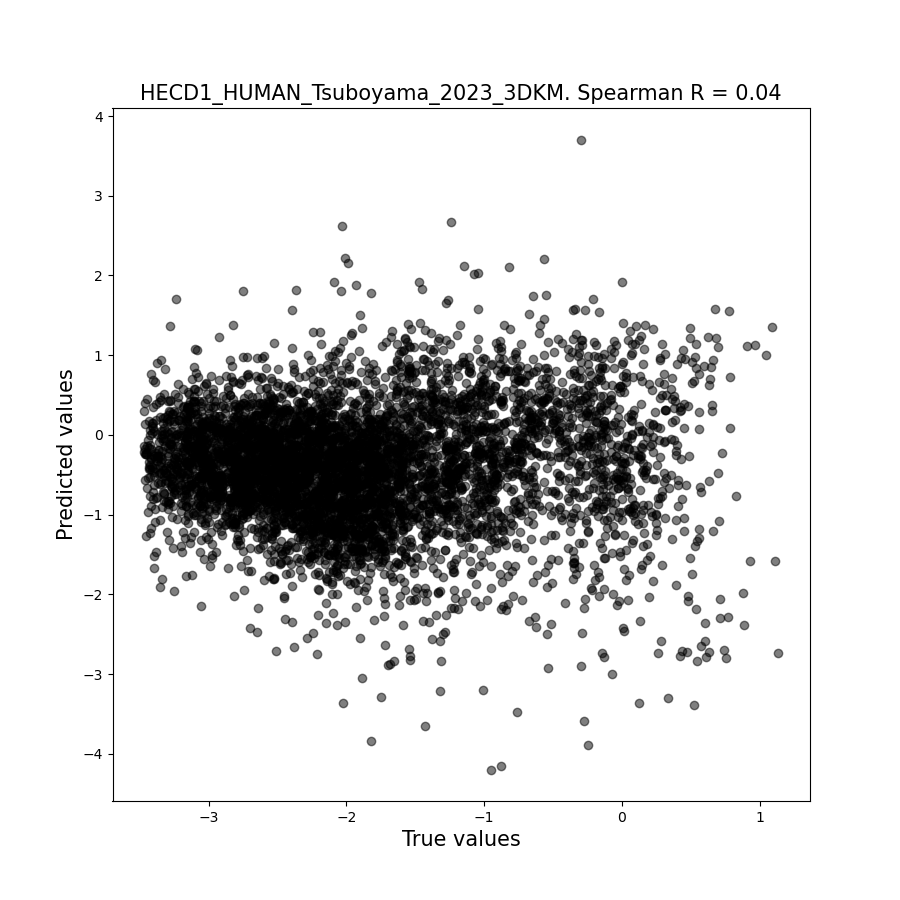 HECD1_HUMAN_Tsuboyama_2023_3DKM. Spearman R = 0.04
4
3
2
1
0
−1
−2
−3
−4
Predicted values
−3 −2 −1 0 1
True values